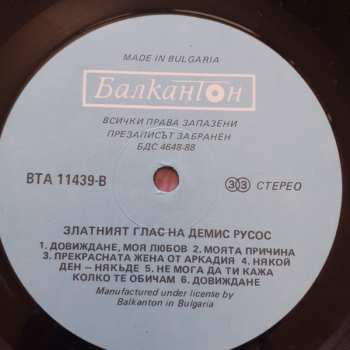 MADE IN BULGARIA
Балкантон
ВСИЧКИ ПРАВА ЗАПАЗЕНИ
ПРЕЗАПИСЪТ ЗАБРАНЕН
БДС 4648-88
ВТА 11439-В
33 СТЕРЕО
ЗЛАТНИЯТ ГЛАС НА ДЕМИС РУСОС
1. ДОВИЖДАНЕ, МОЯ ЛЮБОВ 2. МОЯТА ПРИЧИНА
3. ПРЕКРАСНАТА ЖЕНА ОТ АРКАДИЯ 4. НЯКОЙ
ДЕН – НЯКЪДЕ 5. НЕ МОГА ДА ТИ КАЖА
КОЛКО ТЕ ОБИЧАМ 6. ДОВИЖДАНЕ
Manufactured under license by
Balkanton in Bulgaria